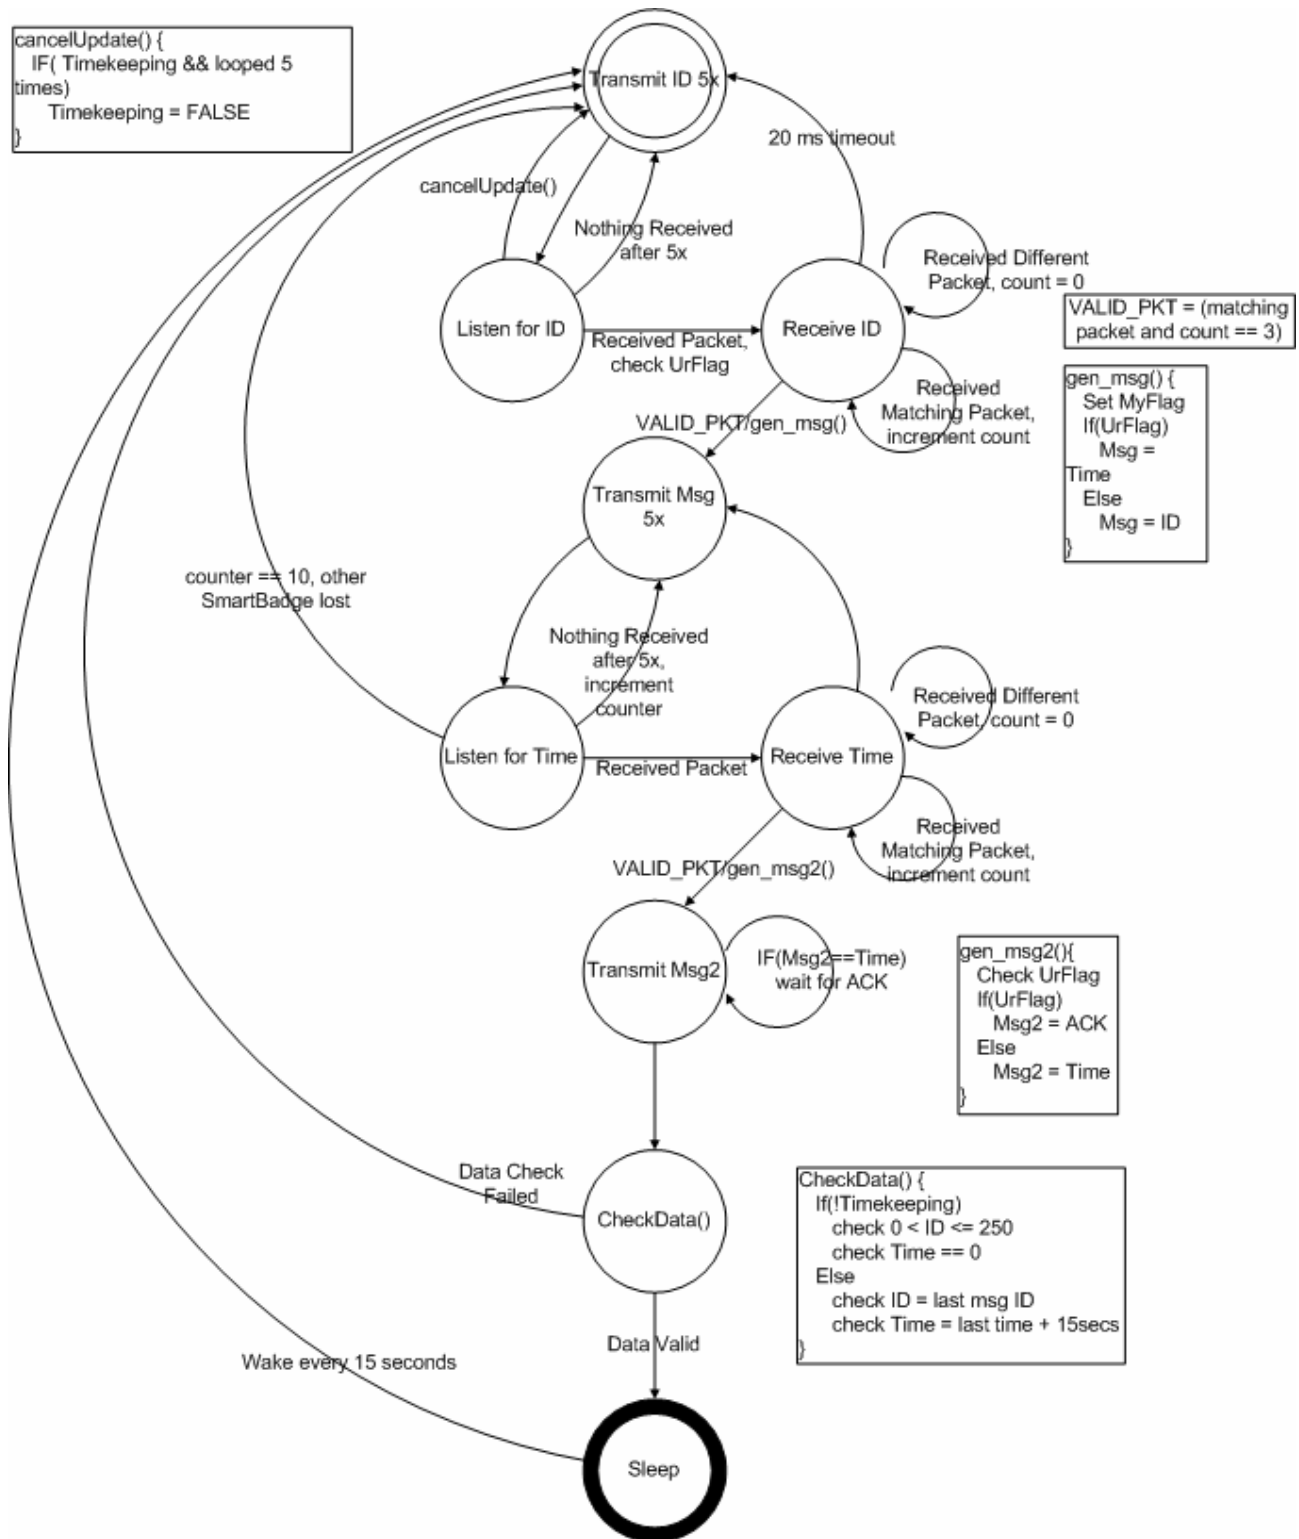 cancelUpdate() {
IF( Timekeeping && looped 5
times)
Timekeeping = FALSE
}
Transmit ID 5x
20 ms timeout
cancelUpdate()
Nothing Received
after 5x
Received Different
Packet, count = 0
Listen for ID
Received Packet,
check UrFlag
Receive ID
VALID_PKT = (matching
packet and count == 3)
Received
Matching Packet,
increment count
gen_msg() {
Set MyFlag
If(UrFlag)
Msg =
Time
Else
Msg = ID
}
VALID_PKT/gen_msg()
Transmit Msg
5x
counter == 10, other
SmartBadge lost
Nothing Received
after 5x,
increment
counter
Received Different
Packet, count = 0
Listen for Time
Received Packet
Receive Time
Received
Matching Packet,
increment count
VALID_PKT/gen_msg2()
Transmit Msg2
IF(Msg2==Time)
wait for ACK
gen_msg2(){
Check UrFlag
If(UrFlag)
Msg2 = ACK
Else
Msg2 = Time
}
Data Check
Failed
CheckData()
CheckData() {
If(!Timekeeping)
check 0 < ID <= 250
check Time == 0
Else
check ID = last msg ID
check Time = last time + 15secs
}
Data Valid
Wake every 15 seconds
Sleep